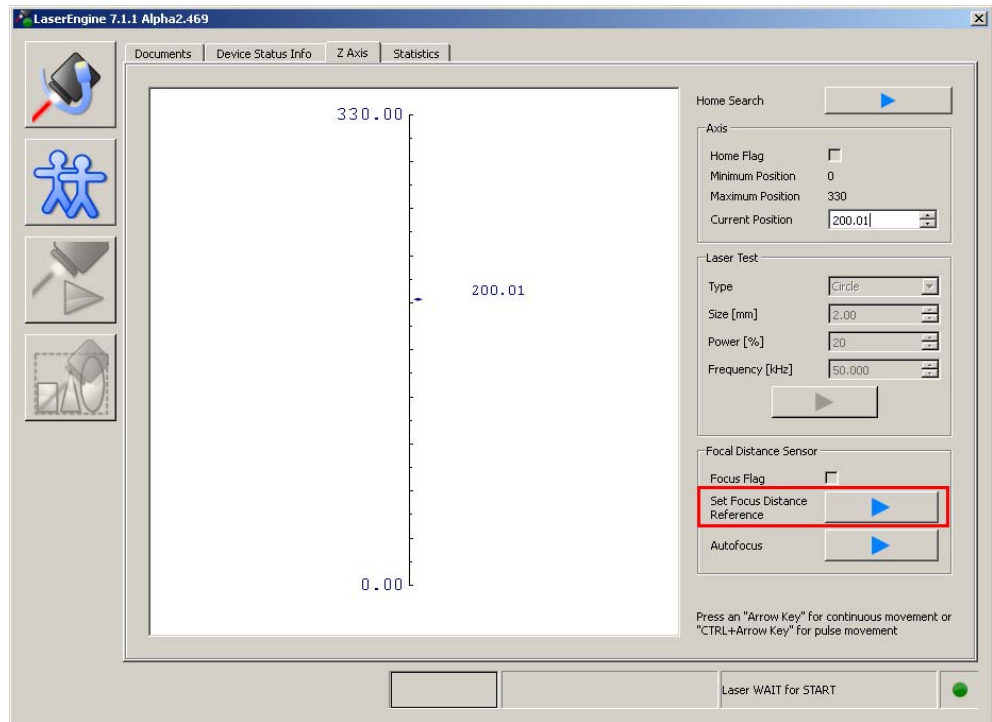 LaserEngine 7.1.1 Alpha2.469
Documents
Device Status Info
Z Axis
Statistics
330.00
200.01
0.00
Home Search
Axis
Home Flag
Minimum Position 0
Maximum Position 330
Current Position 200.01
Laser Test
Type Circle
Size [mm] 2.00
Power [%] 20
Frequency [kHz] 50.000
Focal Distance Sensor
Focus Flag
Set Focus Distance
Reference
Autofocus
Press an "Arrow Key" for continuous movement or
"CTRL+Arrow Key" for pulse movement
Laser WAIT for START